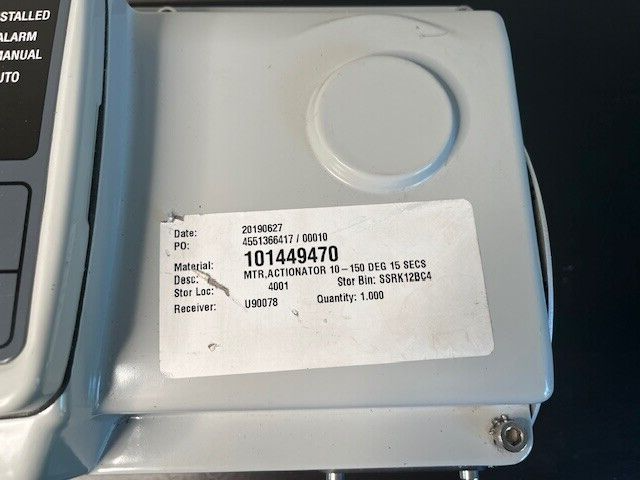 STALLED
ALARM
MANUAL
UTO
Date: 20190627
PO: 4551366417 / 00010
Material: 101449470
Desc: MTR,ACTIONATOR 10-150 DEG 15 SECS
Stor Loc: 4001 Stor Bin: SSRK12BC4
Receiver: U90078 Quantity: 1.000